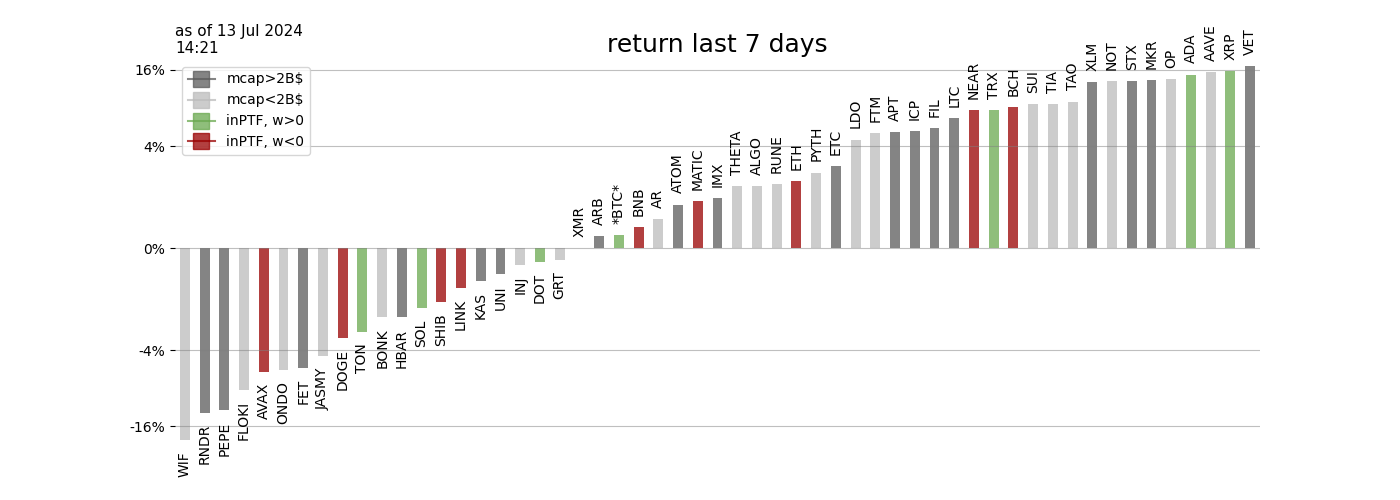 as of 13 Jul 2024
14:21
return last 7 days
mcap>2B$
mcap<2B$
inPTF, w>0
inPTF, w<0
16%
4%
0%
-4%
-16%
WIF
RNDR
PEPE
FLOKI
AVAX
ONDO
FET
JASMY
DOGE
TON
BONK
HBAR
SOL
SHIB
LINK
KAS
UNI
INJ
DOT
GRT
XMR
ARB
*BTC*
BNB
AR
ATOM
MATIC
IMX
THETA
ALGO
RUNE
ETH
PYTH
ETC
LDO
FTM
APT
ICP
FIL
LTC
NEAR
TRX
BCH
SUI
TIA
TAO
XLM
NOT
STX
MKR
OP
ADA
AAVE
XRP
VET